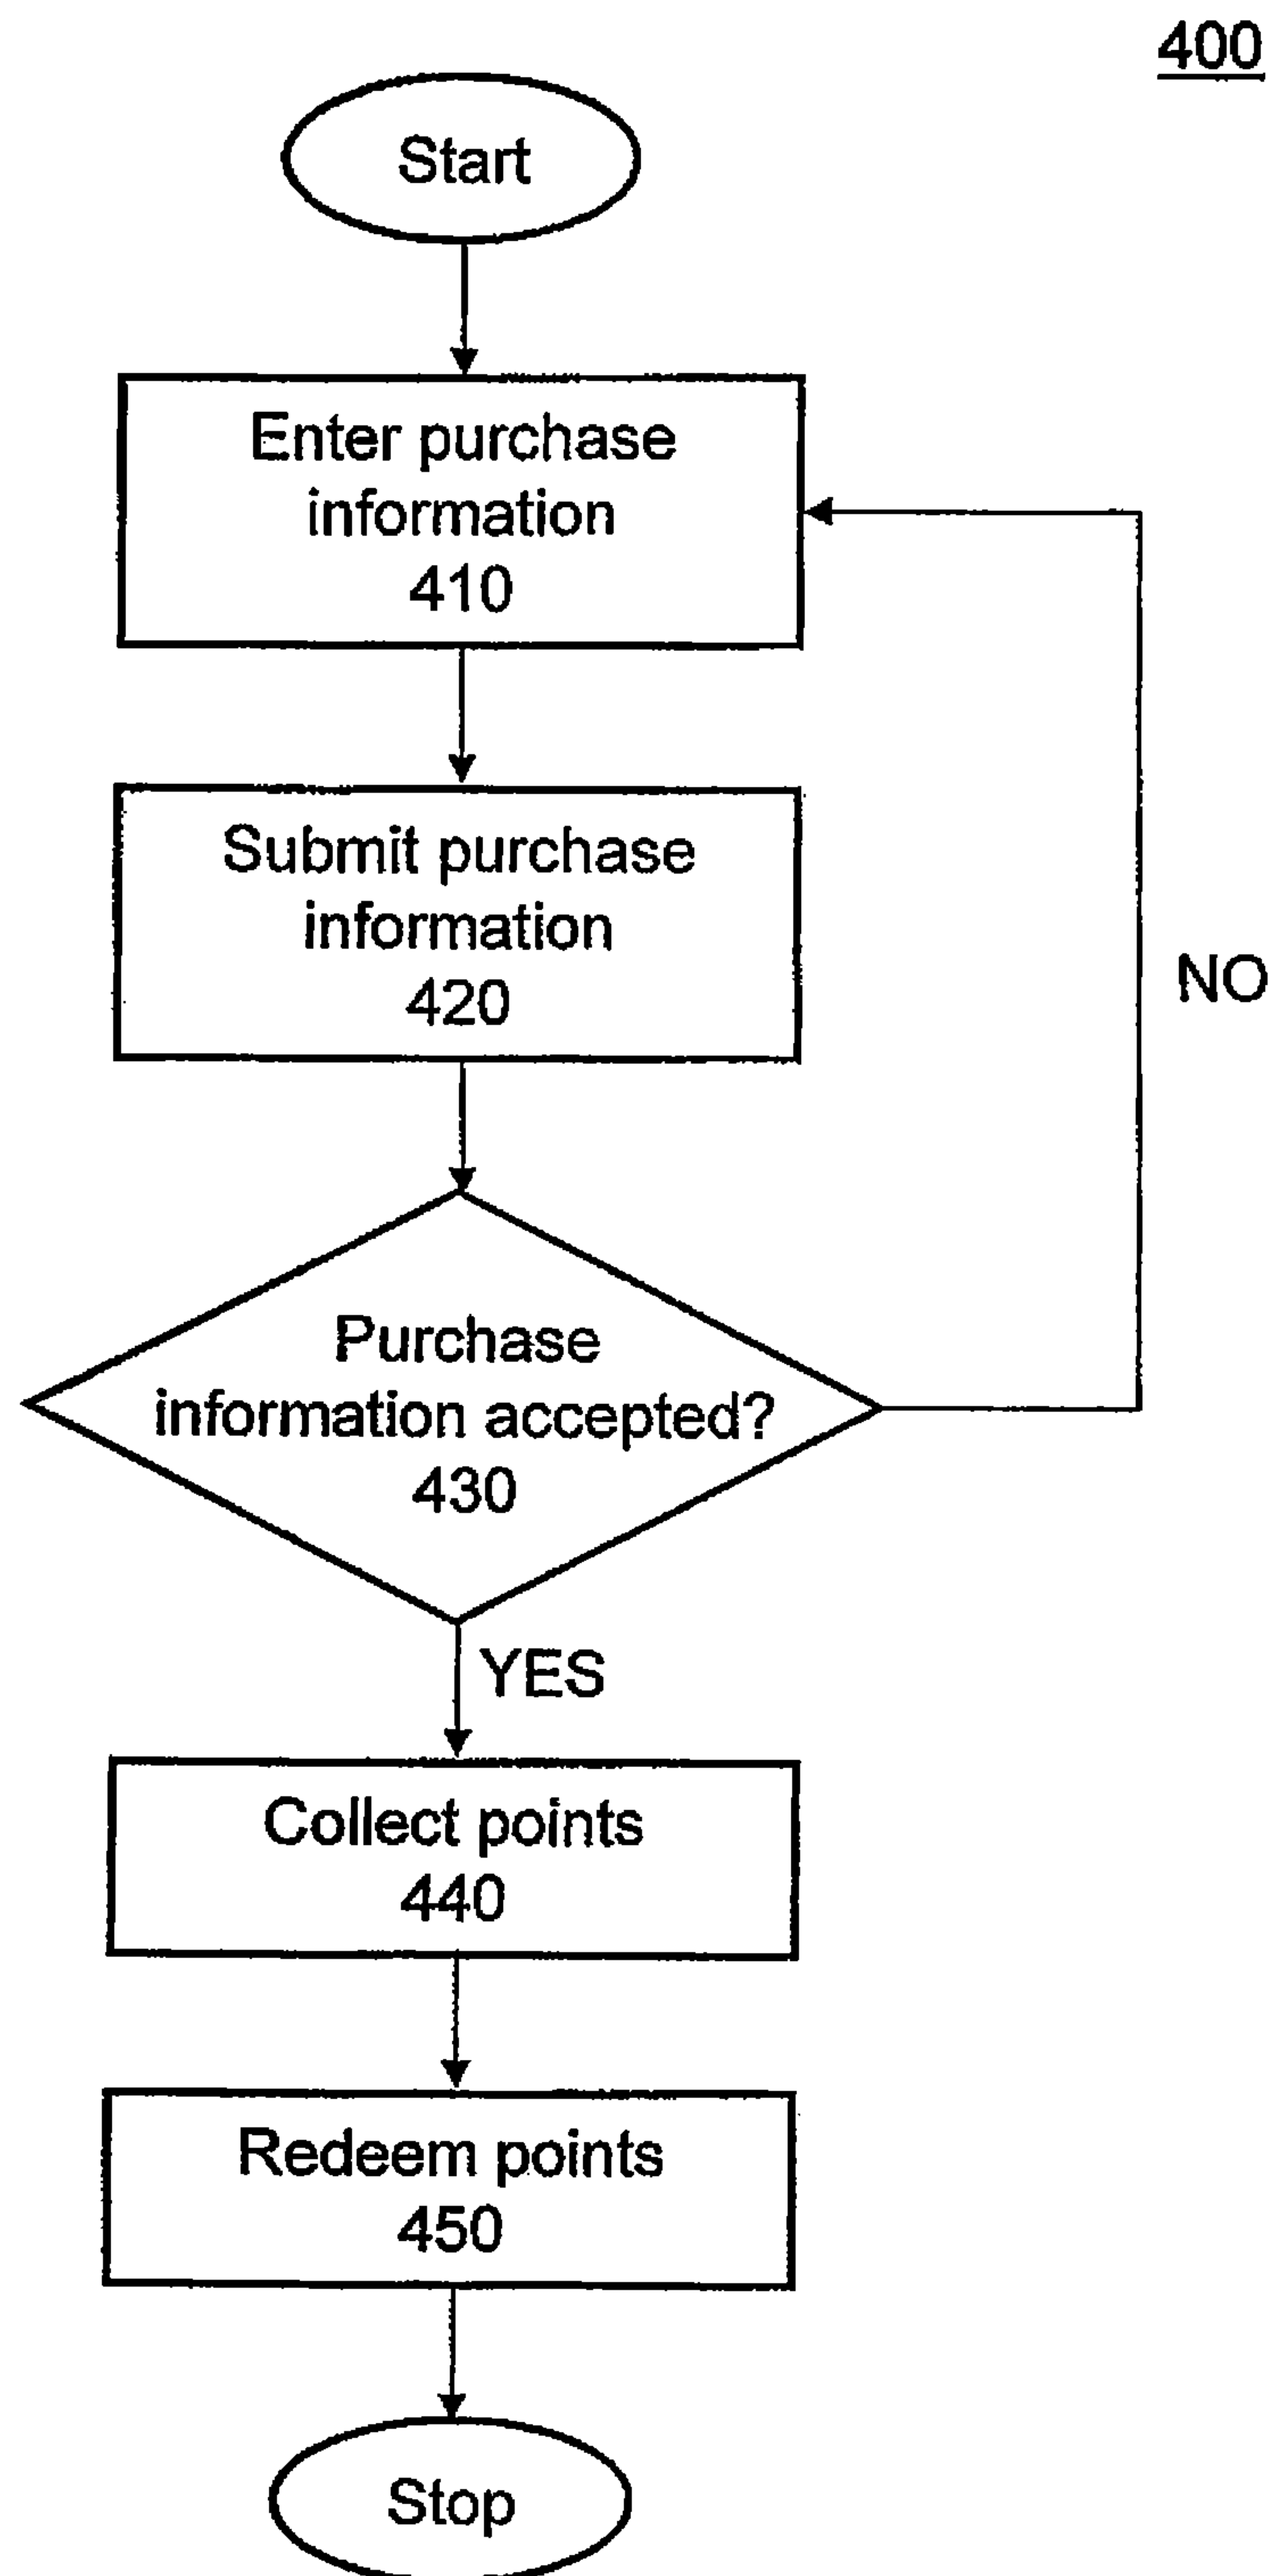 400
Start
Enter purchase
information
410
Submit purchase
information
420
NO
Purchase
information accepted?
430
YES
Collect points
440
Redeem points
450
Stop